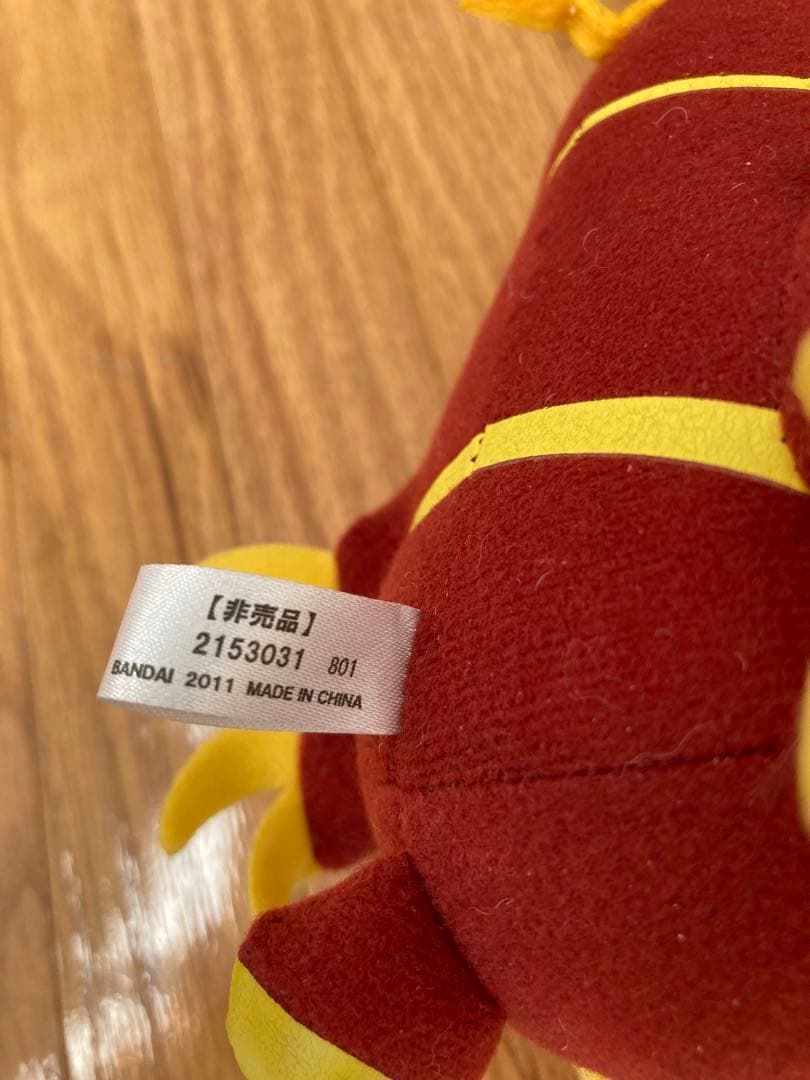 【非売品】
2153031 801
BANDAI 2011 MADE IN CHINA